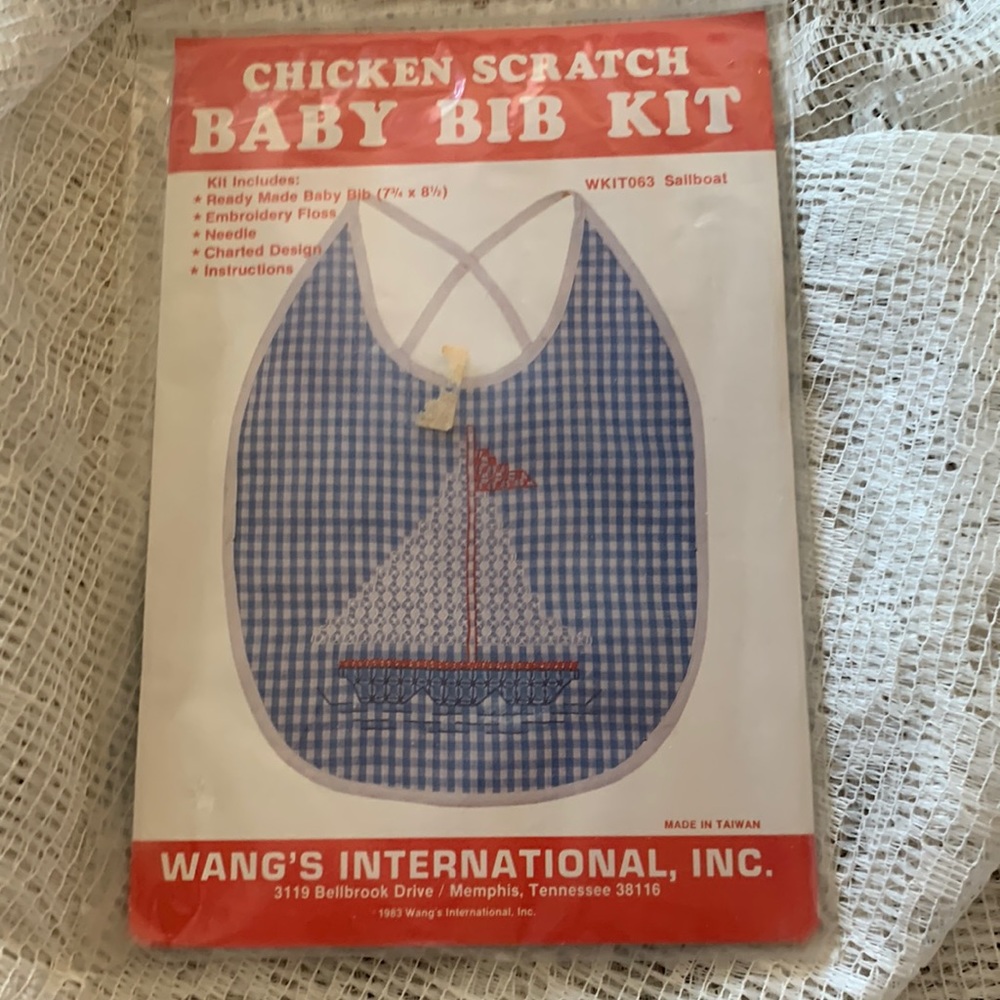 CHICKEN SCRATCH
BABY BIB KIT
Kit Includes:
* Ready Made Baby Bib (7¾ x 8½)
* Embroidery Floss
* Needle
* Charted Design
* Instructions
WKIT063 Sailboat
MADE IN TAIWAN
WANG'S INTERNATIONAL, INC.
3119 Bellbrook Drive / Memphis, Tennessee 38116
1983 Wang's International, Inc.